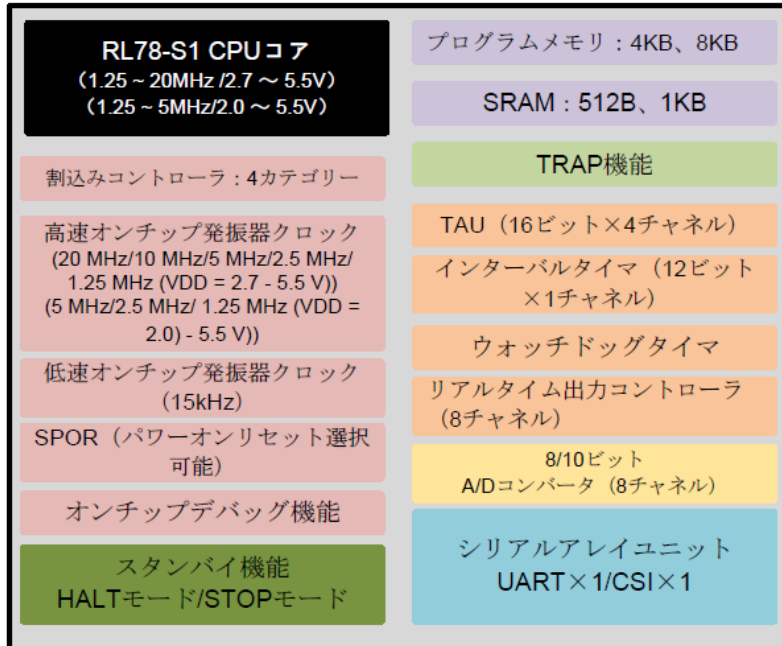 RL78-S1 CPUコア
（1.25 ~ 20MHz /2.7 ～ 5.5V）
（1.25 ~ 5MHz/2.0 ～ 5.5V）
割込みコントローラ：4カテゴリー
高速オンチップ発振器クロック
(20 MHz/10 MHz/5 MHz/2.5 MHz/
1.25 MHz (VDD = 2.7 - 5.5 V))
(5 MHz/2.5 MHz/ 1.25 MHz (VDD =
2.0) - 5.5 V))
低速オンチップ発振器クロック
（15kHz）
SPOR（パワーオンリセット選択
可能）
オンチップデバッグ機能
スタンバイ機能
HALTモード/STOPモード
プログラムメモリ：4KB、8KB
SRAM：512B、1KB
TRAP機能
TAU（16ビット×4チャネル）
インターバルタイマ（12ビット
×1チャネル）
ウォッチドッグタイマ
リアルタイム出力コントローラ
（8チャネル）
8/10ビット
A/Dコンバータ（8チャネル）
シリアルアレイユニット
UART×1/CSI×1